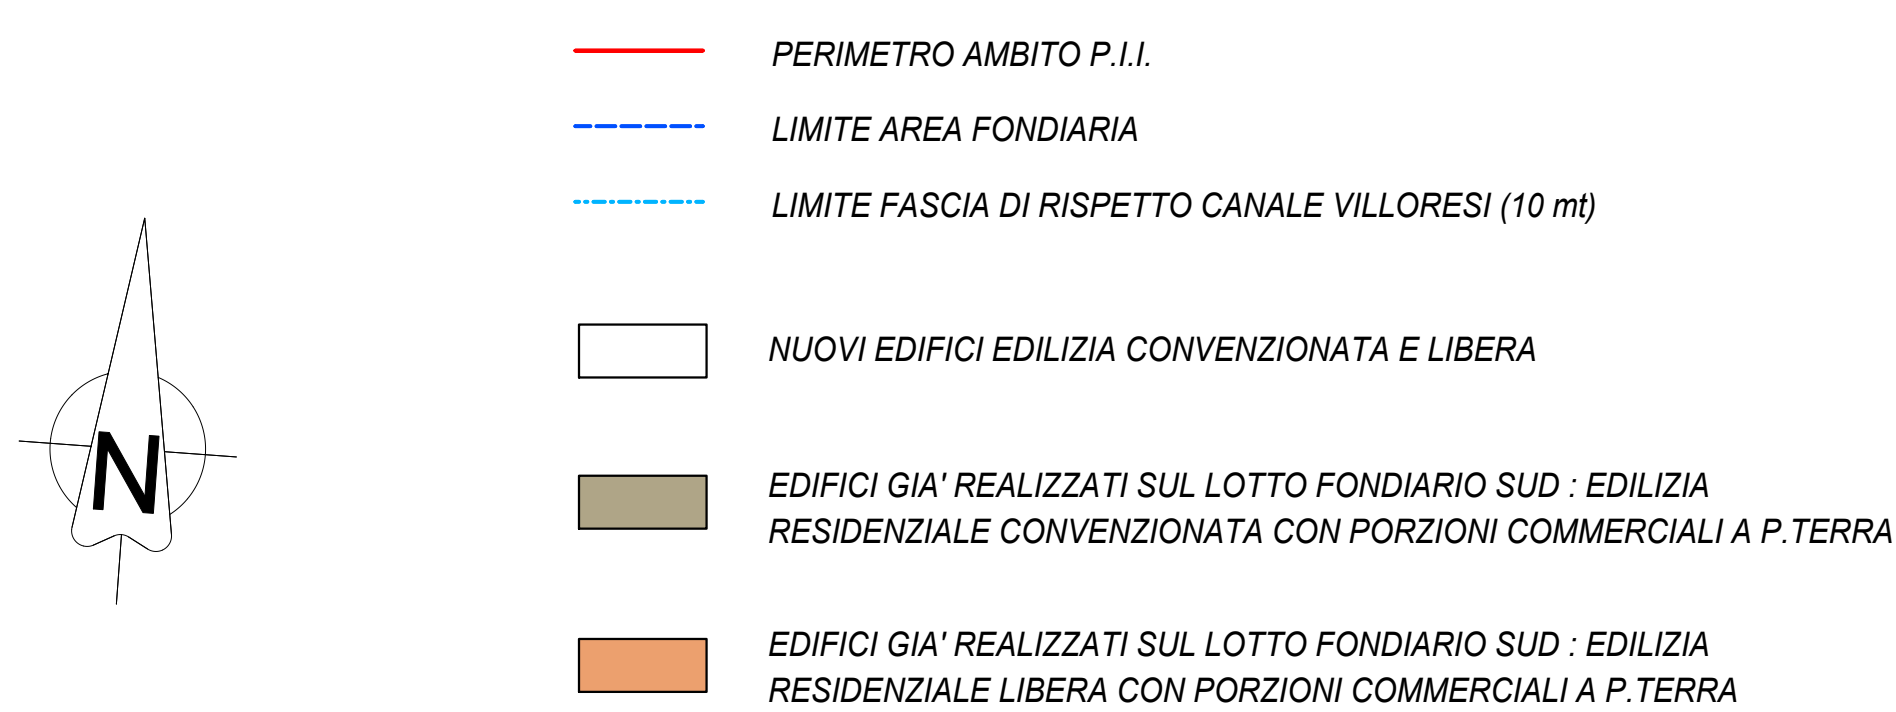 PERIMETRO AMBITO P.I.I.
LIMITE AREA FONDIARIA
LIMITE FASCIA DI RISPETTO CANALE VILLORESI (10 mt)
N
NUOVI EDIFICI EDILIZIA CONVENZIONATA E LIBERA
EDIFICI GIA' REALIZZATI SUL LOTTO FONDIARIO SUD : EDILIZIA
RESIDENZIALE CONVENZIONATA CON PORZIONI COMMERCIALI A P.TERRA
EDIFICI GIA' REALIZZATI SUL LOTTO FONDIARIO SUD : EDILIZIA
RESIDENZIALE LIBERA CON PORZIONI COMMERCIALI A P.TERRA